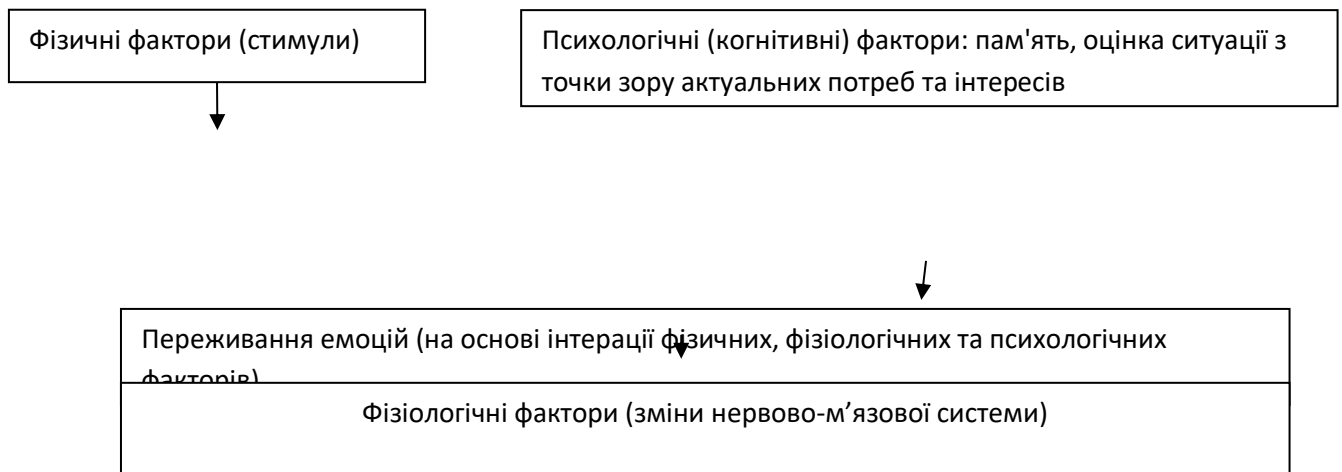 Фізичні фактори (стимули)
Психологічні (когнітивні) фактори: пам'ять, оцінка ситуації з
точки зору актуальних потреб та інтересів
Переживання емоцій (на основі інтерації фізичних, фізіологічних та психологічних
факторів)
Фізіологічні фактори (зміни нервово-м’язової системи)